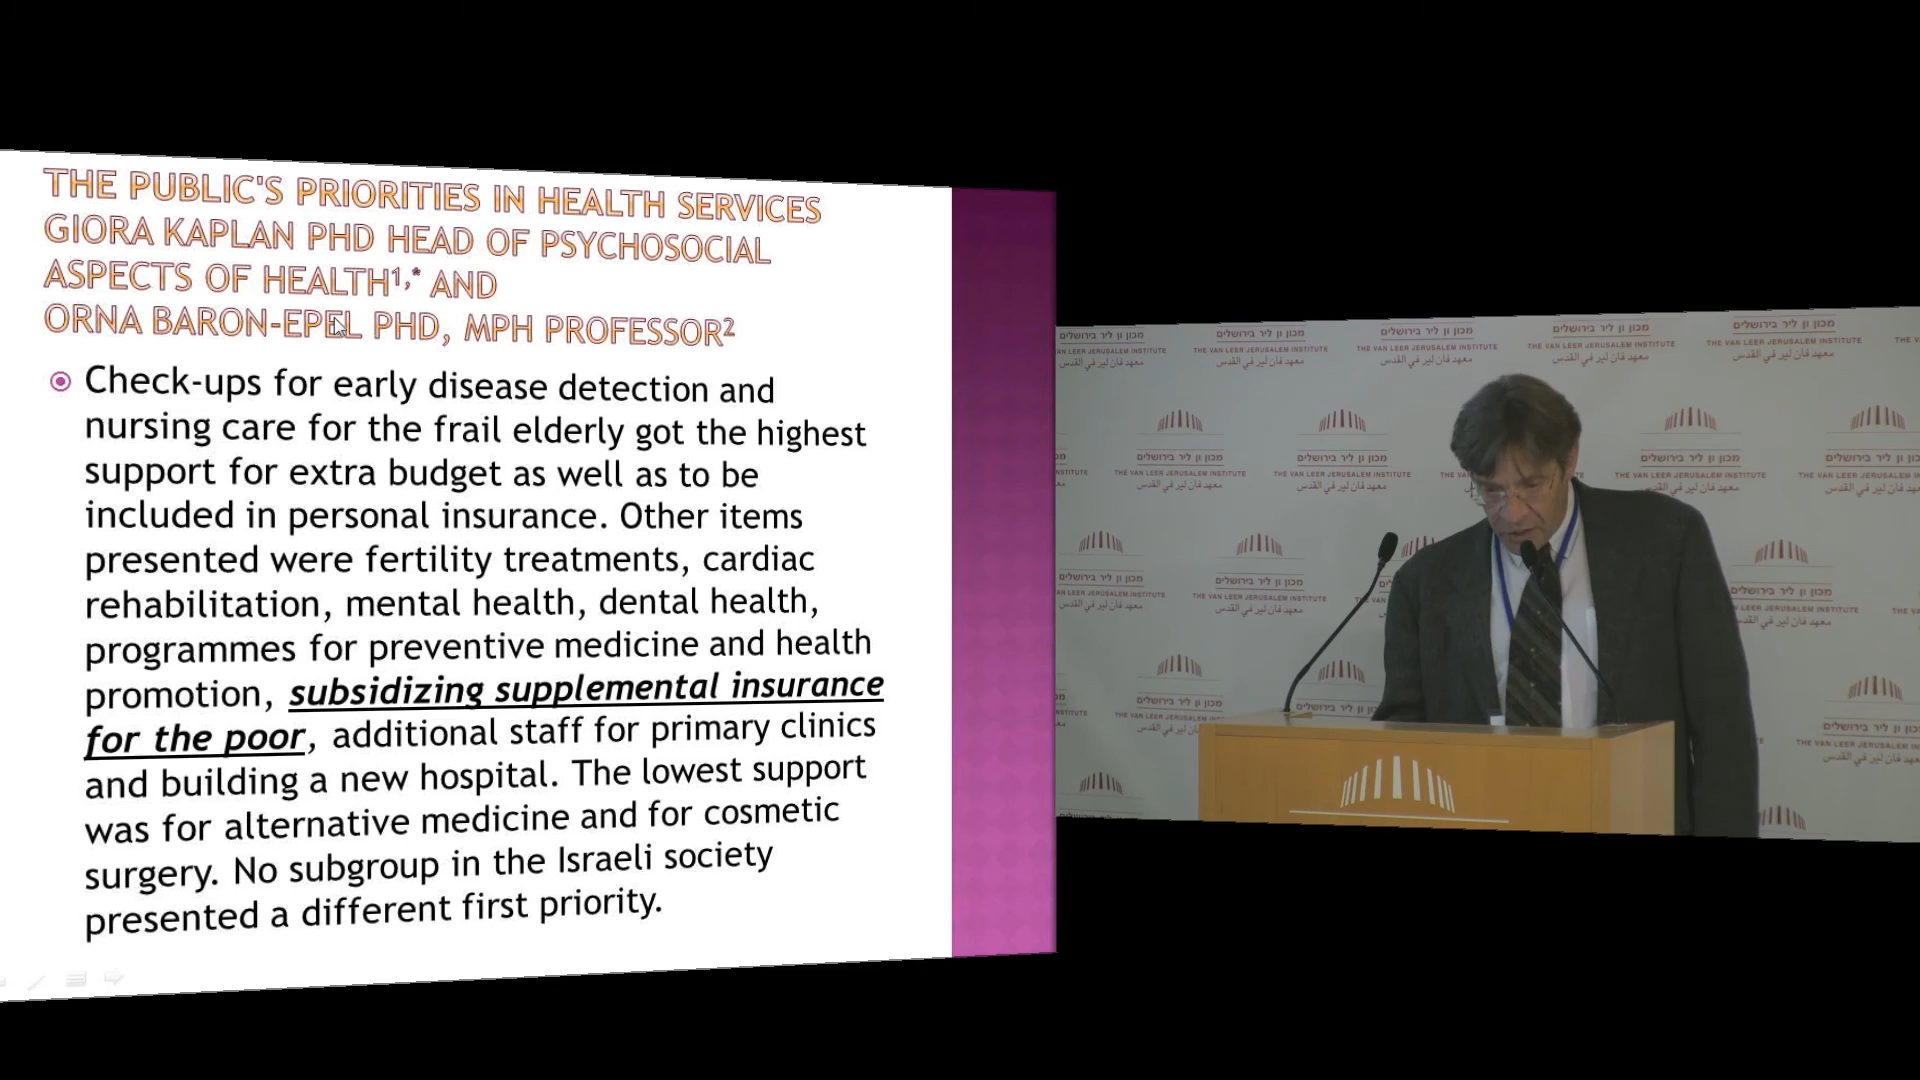 THE PUBLIC'S PRIORITIES IN HEALTH SERVICES
GIORA KAPLAN PHD HEAD OF PSYCHOSOCIAL
ASPECTS OF HEALTH1,* AND
ORNA BARON-EPEL PHD, MPH PROFESSOR2
Check-ups for early disease detection and
nursing care for the frail elderly got the highest
support for extra budget as well as to be
included in personal insurance. Other items
presented were fertility treatments, cardiac
rehabilitation, mental health, dental health,
programmes for preventive medicine and health
promotion, subsidizing supplemental insurance
for the poor, additional staff for primary clinics
and building a new hospital. The lowest support
was for alternative medicine and for cosmetic
surgery. No subgroup in the Israeli society
presented a different first priority.
מכון ון ליר בירושלים
THE VAN LEER JERUSALEM INSTITUTE
معهد فان لير في القدس